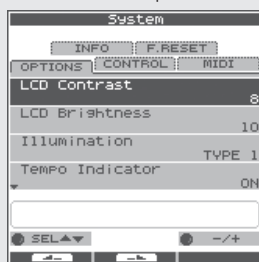 System
INFO F.RESET
OPTIONS CONTROL MIDI
LCD Contrast
8
LCD Brightness
10
Illumination
TYPE 1
Tempo Indicator
ON
SEL▲▼ -/+